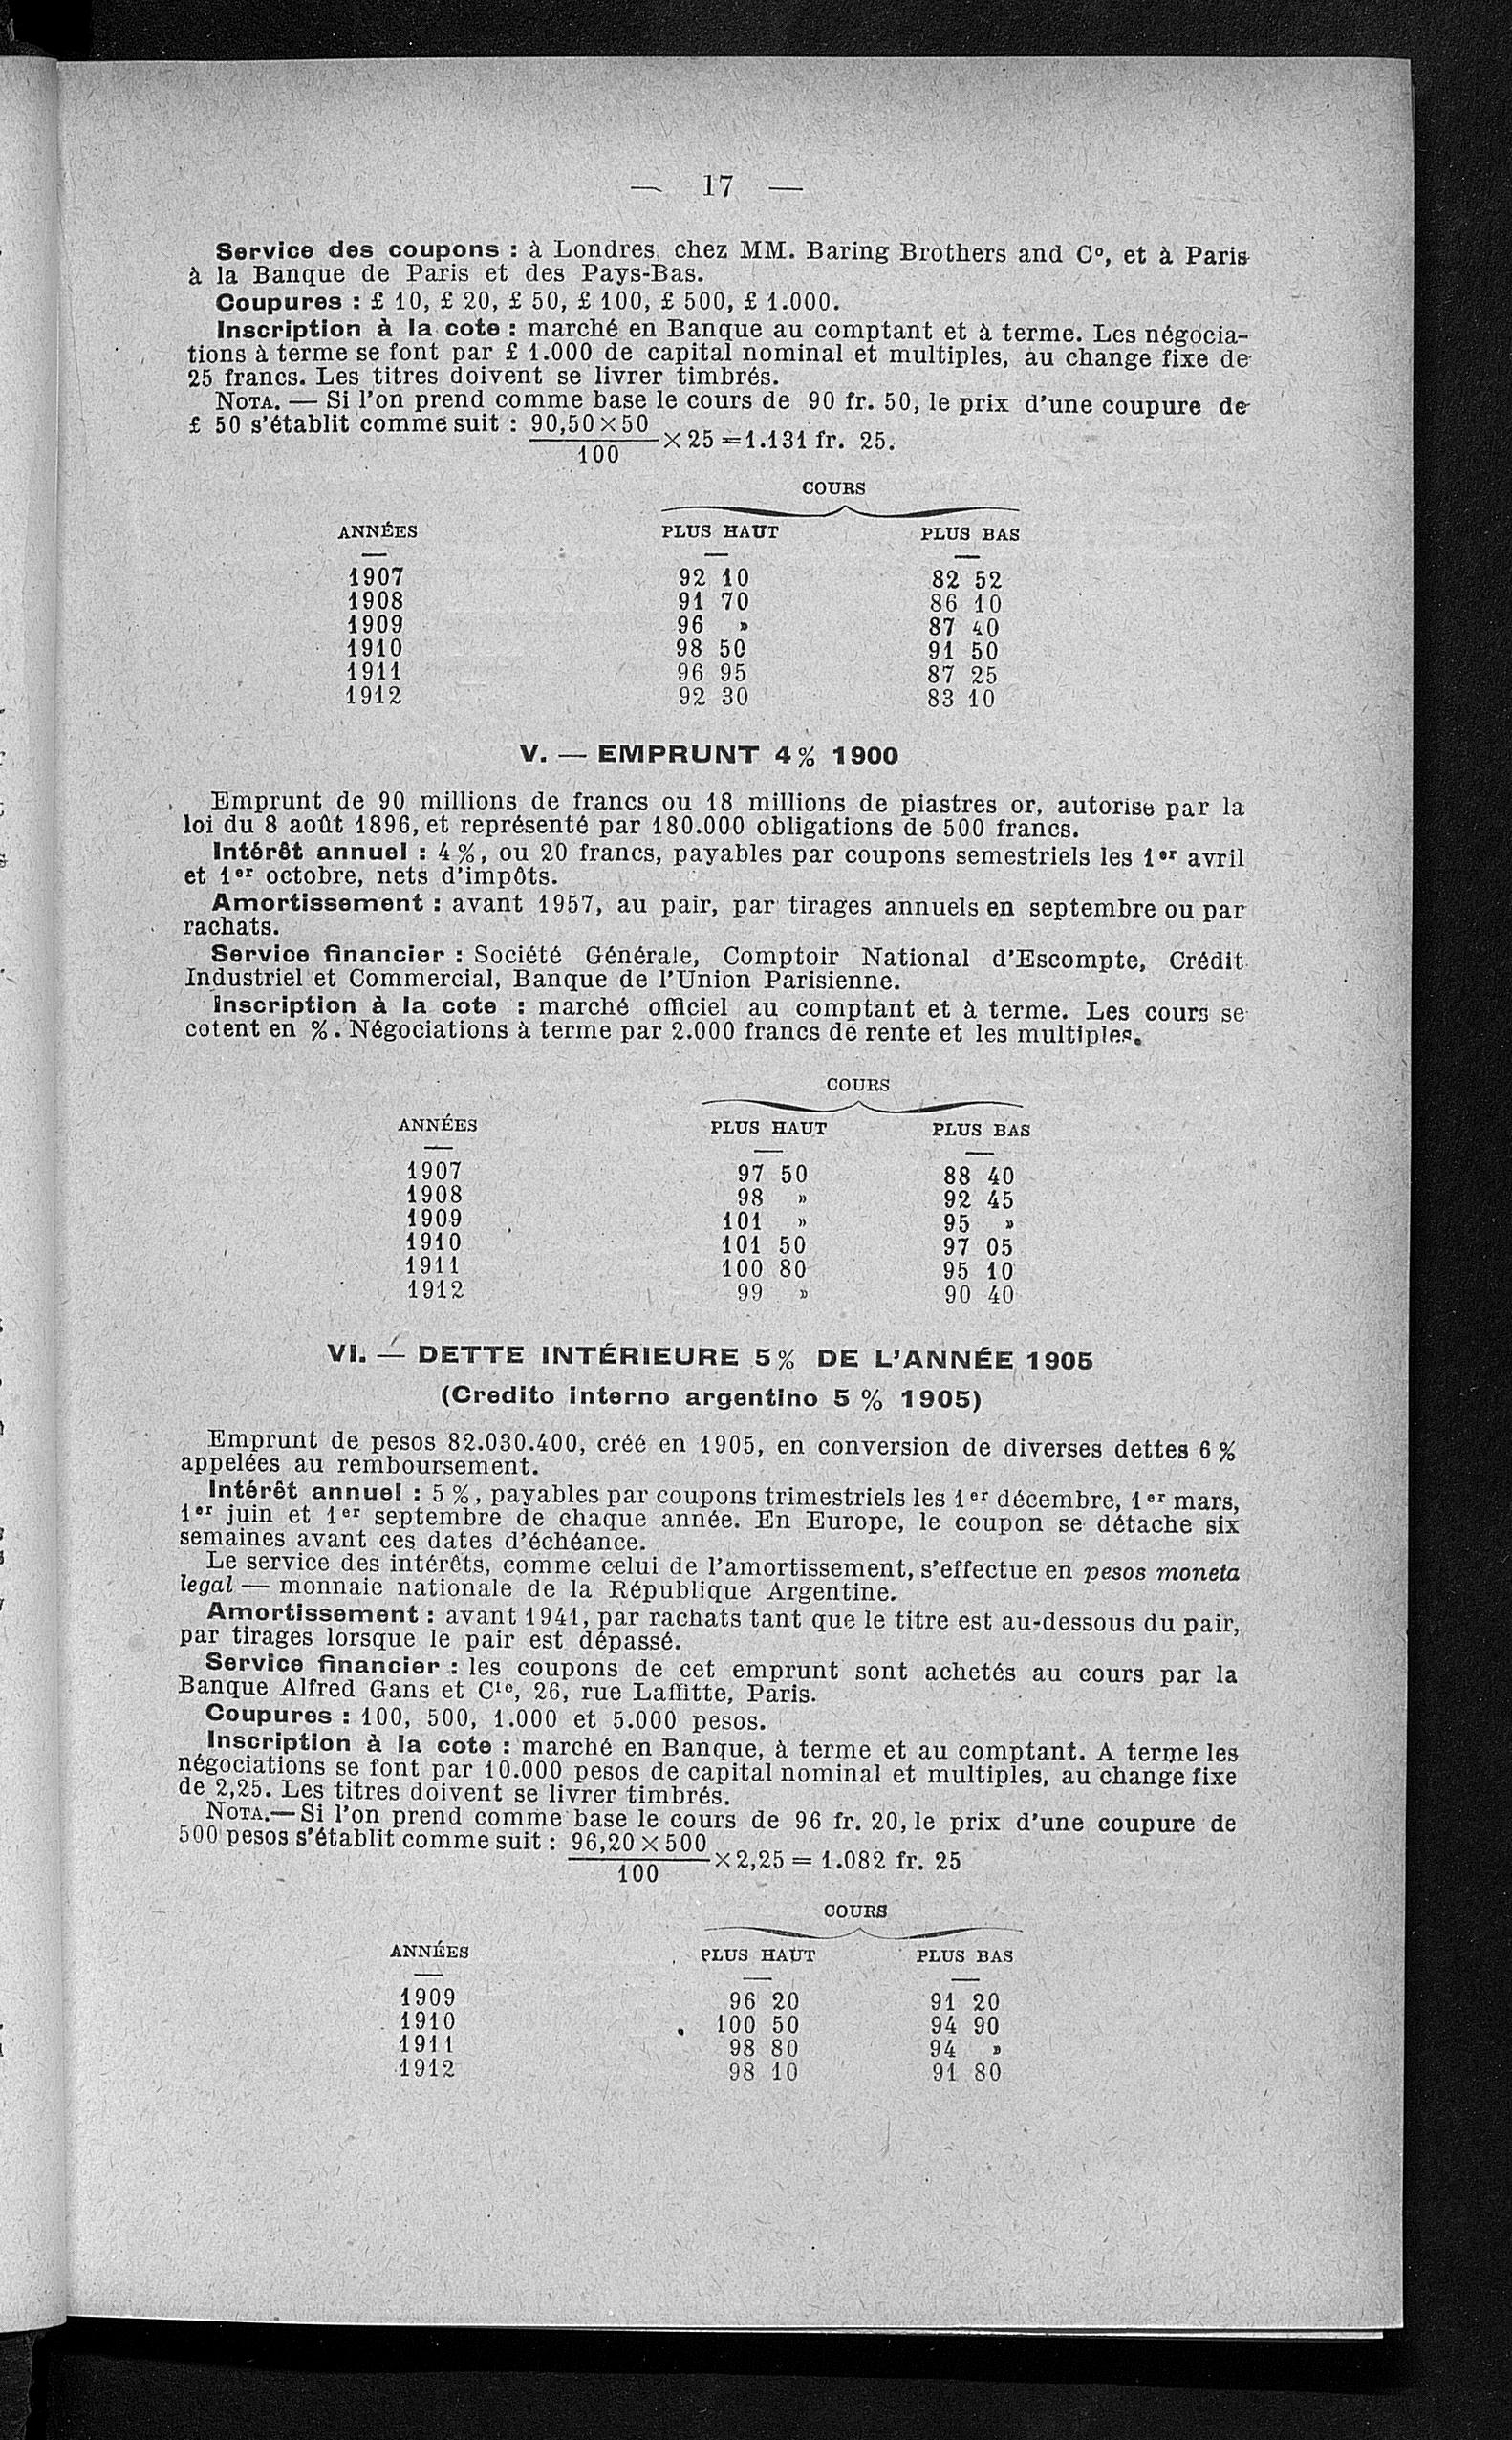 — 17 —
Service des coupons : à Londres, chez MM. Baring Brothers and C°, et à Paris
à la Banque de Paris et des Pays-Bas.
Coupures : £ 10, £ 20, £ 50, £ 100, £ 500, £ 1.000.
Inscription à la cote : marché en Banque au comptant et à terme. Les négocia-
tions à terme se font par £ 1.000 de capital nominal et multiples, au change fixe de
25 francs. Les titres doivent se livrer timbrés.
NOTA. — Si l'on prend comme base le cours de 90 fr. 50, le prix d'une coupure de
£ 50 s'établit comme suit : 90,50 × 50
× 25 = 1.131 fr. 25.
100
COURS
ANNÉES PLUS HAUT PLUS BAS
1907 92 10 82 52
1908 91 70 86 10
1909 96 » 87 40
1910 98 50 91 50
1911 96 95 87 25
1912 92 30 83 10
V. — EMPRUNT 4 % 1900
Emprunt de 90 millions de francs ou 18 millions de piastres or, autorisé par la
loi du 8 août 1896, et représenté par 180.000 obligations de 500 francs.
Intérêt annuel : 4 %, ou 20 francs, payables par coupons semestriels les 1er avril
et 1er octobre, nets d'impôts.
Amortissement : avant 1957, au pair, par tirages annuels en septembre ou par
rachats.
Service financier : Société Générale, Comptoir National d'Escompte, Crédit
Industriel et Commercial, Banque de l'Union Parisienne.
Inscription à la cote : marché officiel au comptant et à terme. Les cours se
cotent en %. Négociations à terme par 2.000 francs de rente et les multiples.
COURS
ANNÉES PLUS HAUT PLUS BAS
1907 97 50 88 40
1908 98 » 92 45
1909 101 » 95 »
1910 101 50 97 05
1911 100 80 95 10
1912 99 » 90 40
VI. — DETTE INTÉRIEURE 5 % DE L'ANNÉE 1905
(Credito interno argentino 5 % 1905)
Emprunt de pesos 82.030.400, créé en 1905, en conversion de diverses dettes 6 %
appelées au remboursement.
Intérêt annuel : 5 %, payables par coupons trimestriels les 1er décembre, 1er mars,
1er juin et 1er septembre de chaque année. En Europe, le coupon se détache six
semaines avant ces dates d'échéance.
Le service des intérêts, comme celui de l'amortissement, s'effectue en pesos moneta
legal — monnaie nationale de la République Argentine.
Amortissement : avant 1941, par rachats tant que le titre est au-dessous du pair,
par tirages lorsque le pair est dépassé.
Service financier : les coupons de cet emprunt sont achetés au cours par la
Banque Alfred Gans et Cie, 26, rue Laffitte, Paris.
Coupures : 100, 500, 1.000 et 5.000 pesos.
Inscription à la cote : marché en Banque, à terme et au comptant. A terme les
négociations se font par 10.000 pesos de capital nominal et multiples, au change fixe
de 2,25. Les titres doivent se livrer timbrés.
NOTA.— Si l'on prend comme base le cours de 96 fr. 20, le prix d'une coupure de
500 pesos s'établit comme suit : 96,20 × 500
× 2,25 = 1.082 fr. 25
100
COURS
ANNÉES PLUS HAUT PLUS BAS
1909 96 20 91 20
1910 100 50 94 90
1911 98 80 94 »
1912 98 10 91 80